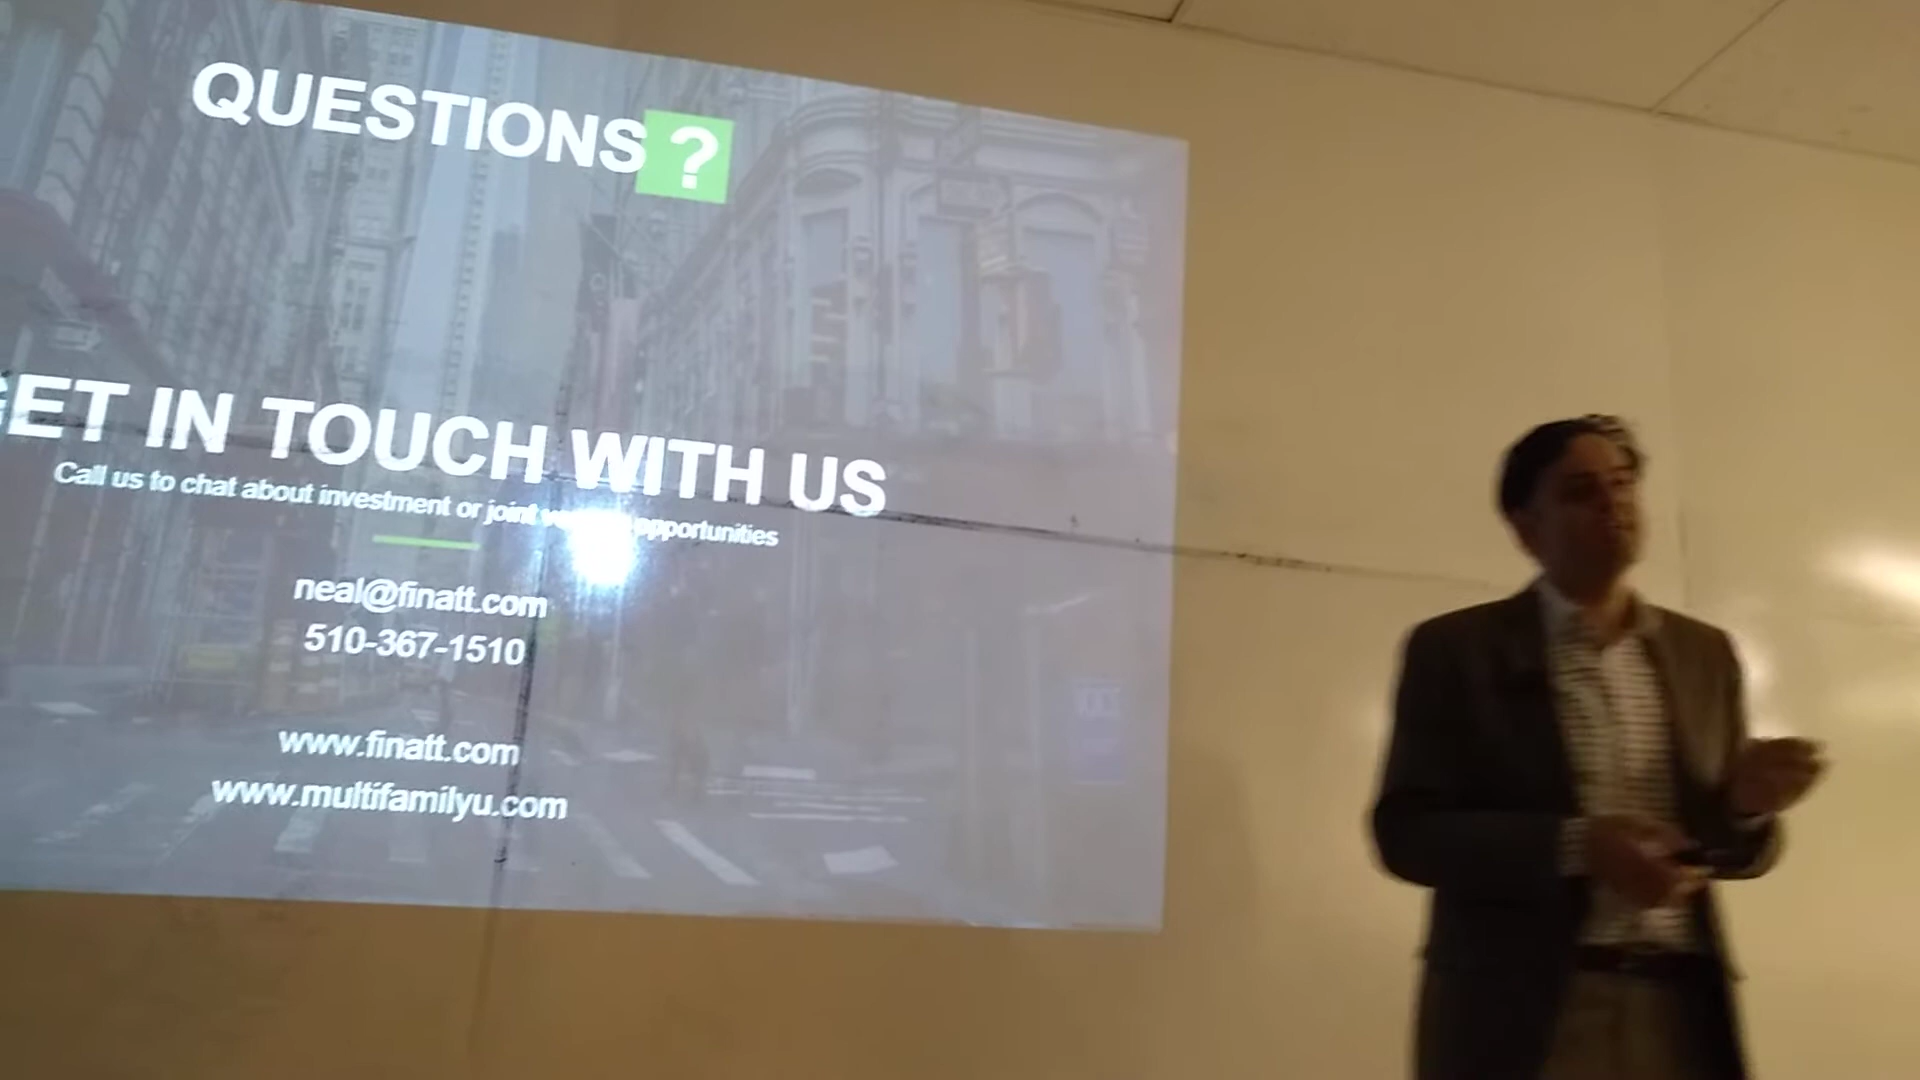 QUESTIONS ?
GET IN TOUCH WITH US
Call us to chat about investment or joint opportunities
neal@finatt.com
510-367-1510
www.finatt.com
www.multifamilyu.com